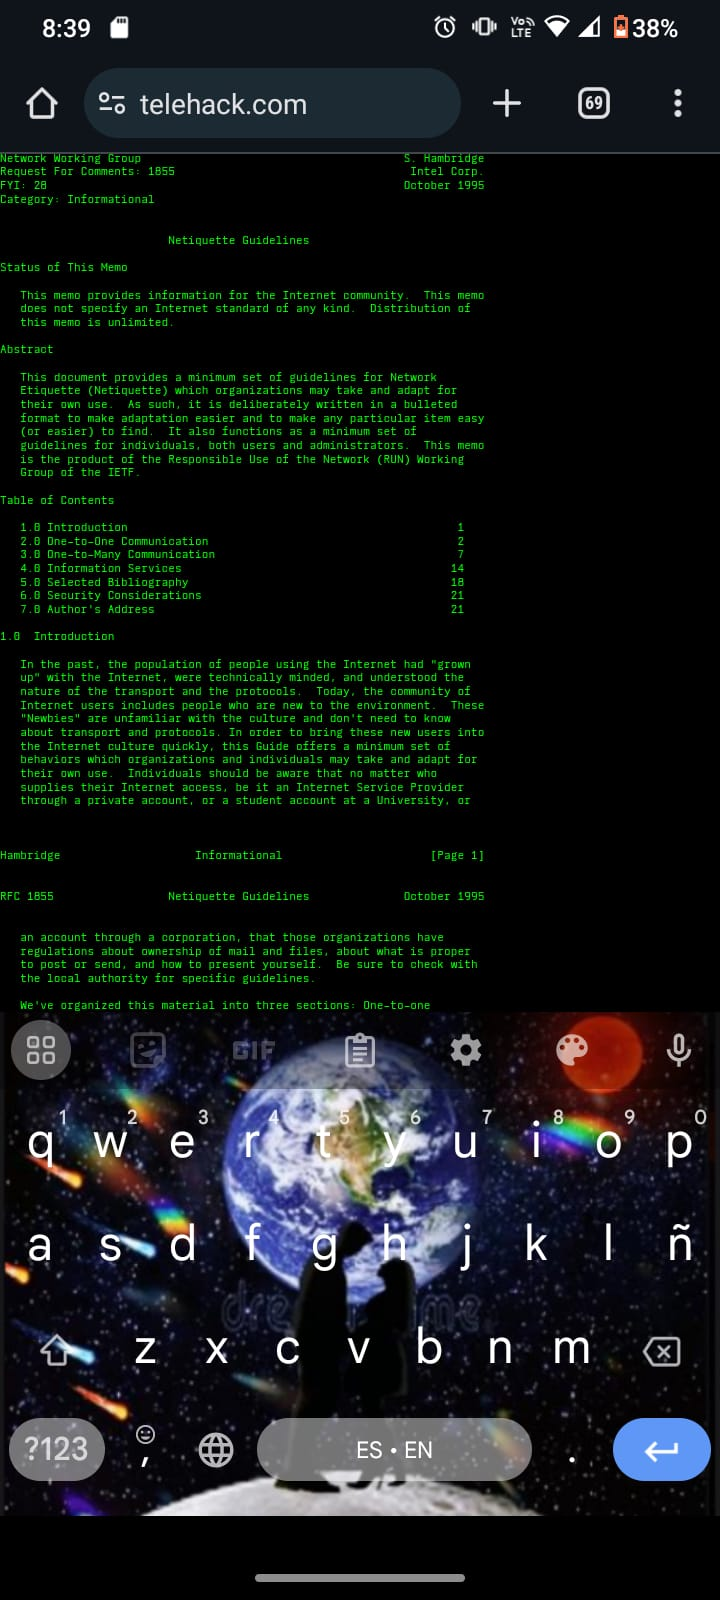 8:39
Vo LTE
38%
telehack.com
69
Network Working Group S. Hambridge
Request For Comments: 1855 Intel Corp.
FYI: 28 October 1995
Category: Informational
Netiquette Guidelines
Status of This Memo
This memo provides information for the Internet community. This memo
does not specify an Internet standard of any kind. Distribution of
this memo is unlimited.
Abstract
This document provides a minimum set of guidelines for Network
Etiquette (Netiquette) which organizations may take and adapt for
their own use. As such, it is deliberately written in a bulleted
format to make adaptation easier and to make any particular item easy
(or easier) to find. It also functions as a minimum set of
guidelines for individuals, both users and administrators. This memo
is the product of the Responsible Use of the Network (RUN) Working
Group of the IETF.
Table of Contents
1.0 Introduction 1
2.0 One-to-One Communication 2
3.0 One-to-Many Communication 7
4.0 Information Services 14
5.0 Selected Bibliography 18
6.0 Security Considerations 21
7.0 Author's Address 21
1.0 Introduction
In the past, the population of people using the Internet had "grown
up" with the Internet, were technically minded, and understood the
nature of the transport and the protocols. Today, the community of
Internet users includes people who are new to the environment. These
"Newbies" are unfamiliar with the culture and don't need to know
about transport and protocols. In order to bring these new users into
the Internet culture quickly, this Guide offers a minimum set of
behaviors which organizations and individuals may take and adapt for
their own use. Individuals should be aware that no matter who
supplies their Internet access, be it an Internet Service Provider
through a private account, or a student account at a University, or
Hambridge Informational [Page 1]
RFC 1855 Netiquette Guidelines October 1995
an account through a corporation, that those organizations have
regulations about ownership of mail and files, about what is proper
to post or send, and how to present yourself. Be sure to check with
the local authority for specific guidelines.
We've organized this material into three sections: One-to-one
GIF
1 2 3 4 5 6 7 8 9 0
q w e r t y u i o p
a s d f g h j k l ñ
z x c v b n m
?123 , ES • EN .